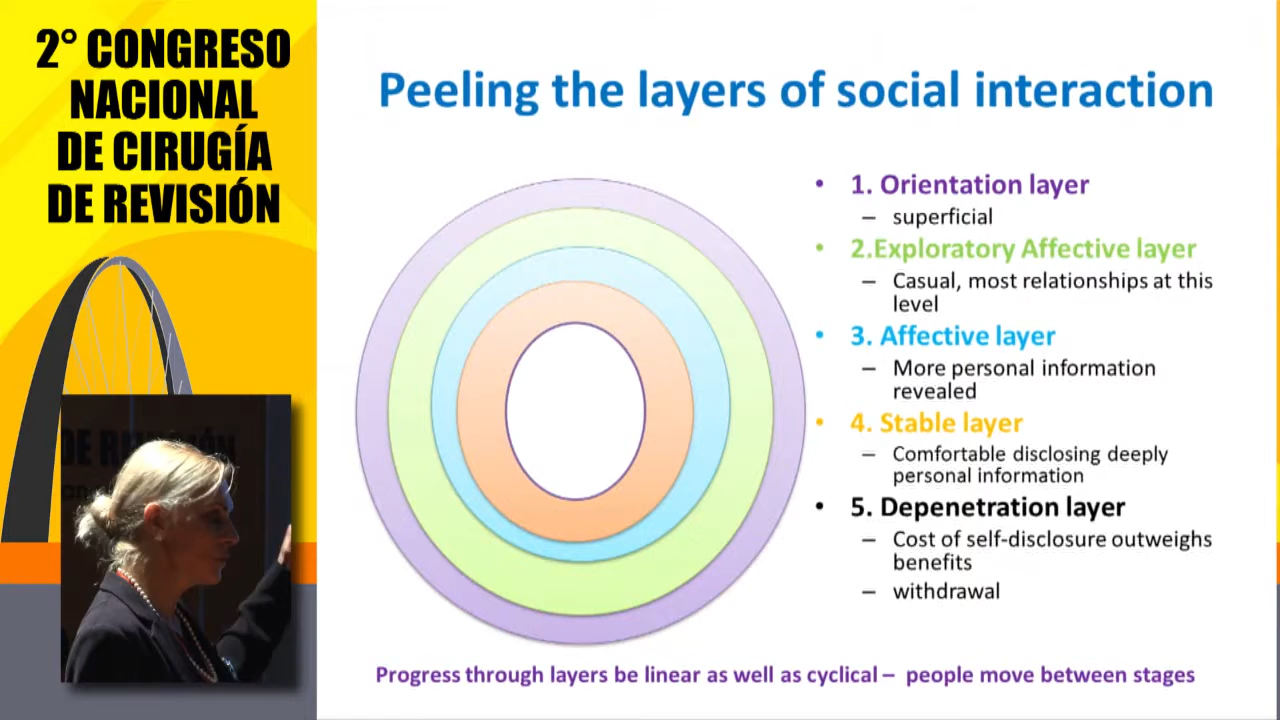 2° CONGRESO
NACIONAL
DE CIRUGÍA
DE REVISIÓN
Peeling the layers of social interaction
• 1. Orientation layer
– superficial
• 2.Exploratory Affective layer
– Casual, most relationships at this
level
• 3. Affective layer
– More personal information
revealed
• 4. Stable layer
– Comfortable disclosing deeply
personal information
• 5. Depenetration layer
– Cost of self-disclosure outweighs
benefits
– withdrawal
Progress through layers be linear as well as cyclical – people move between stages